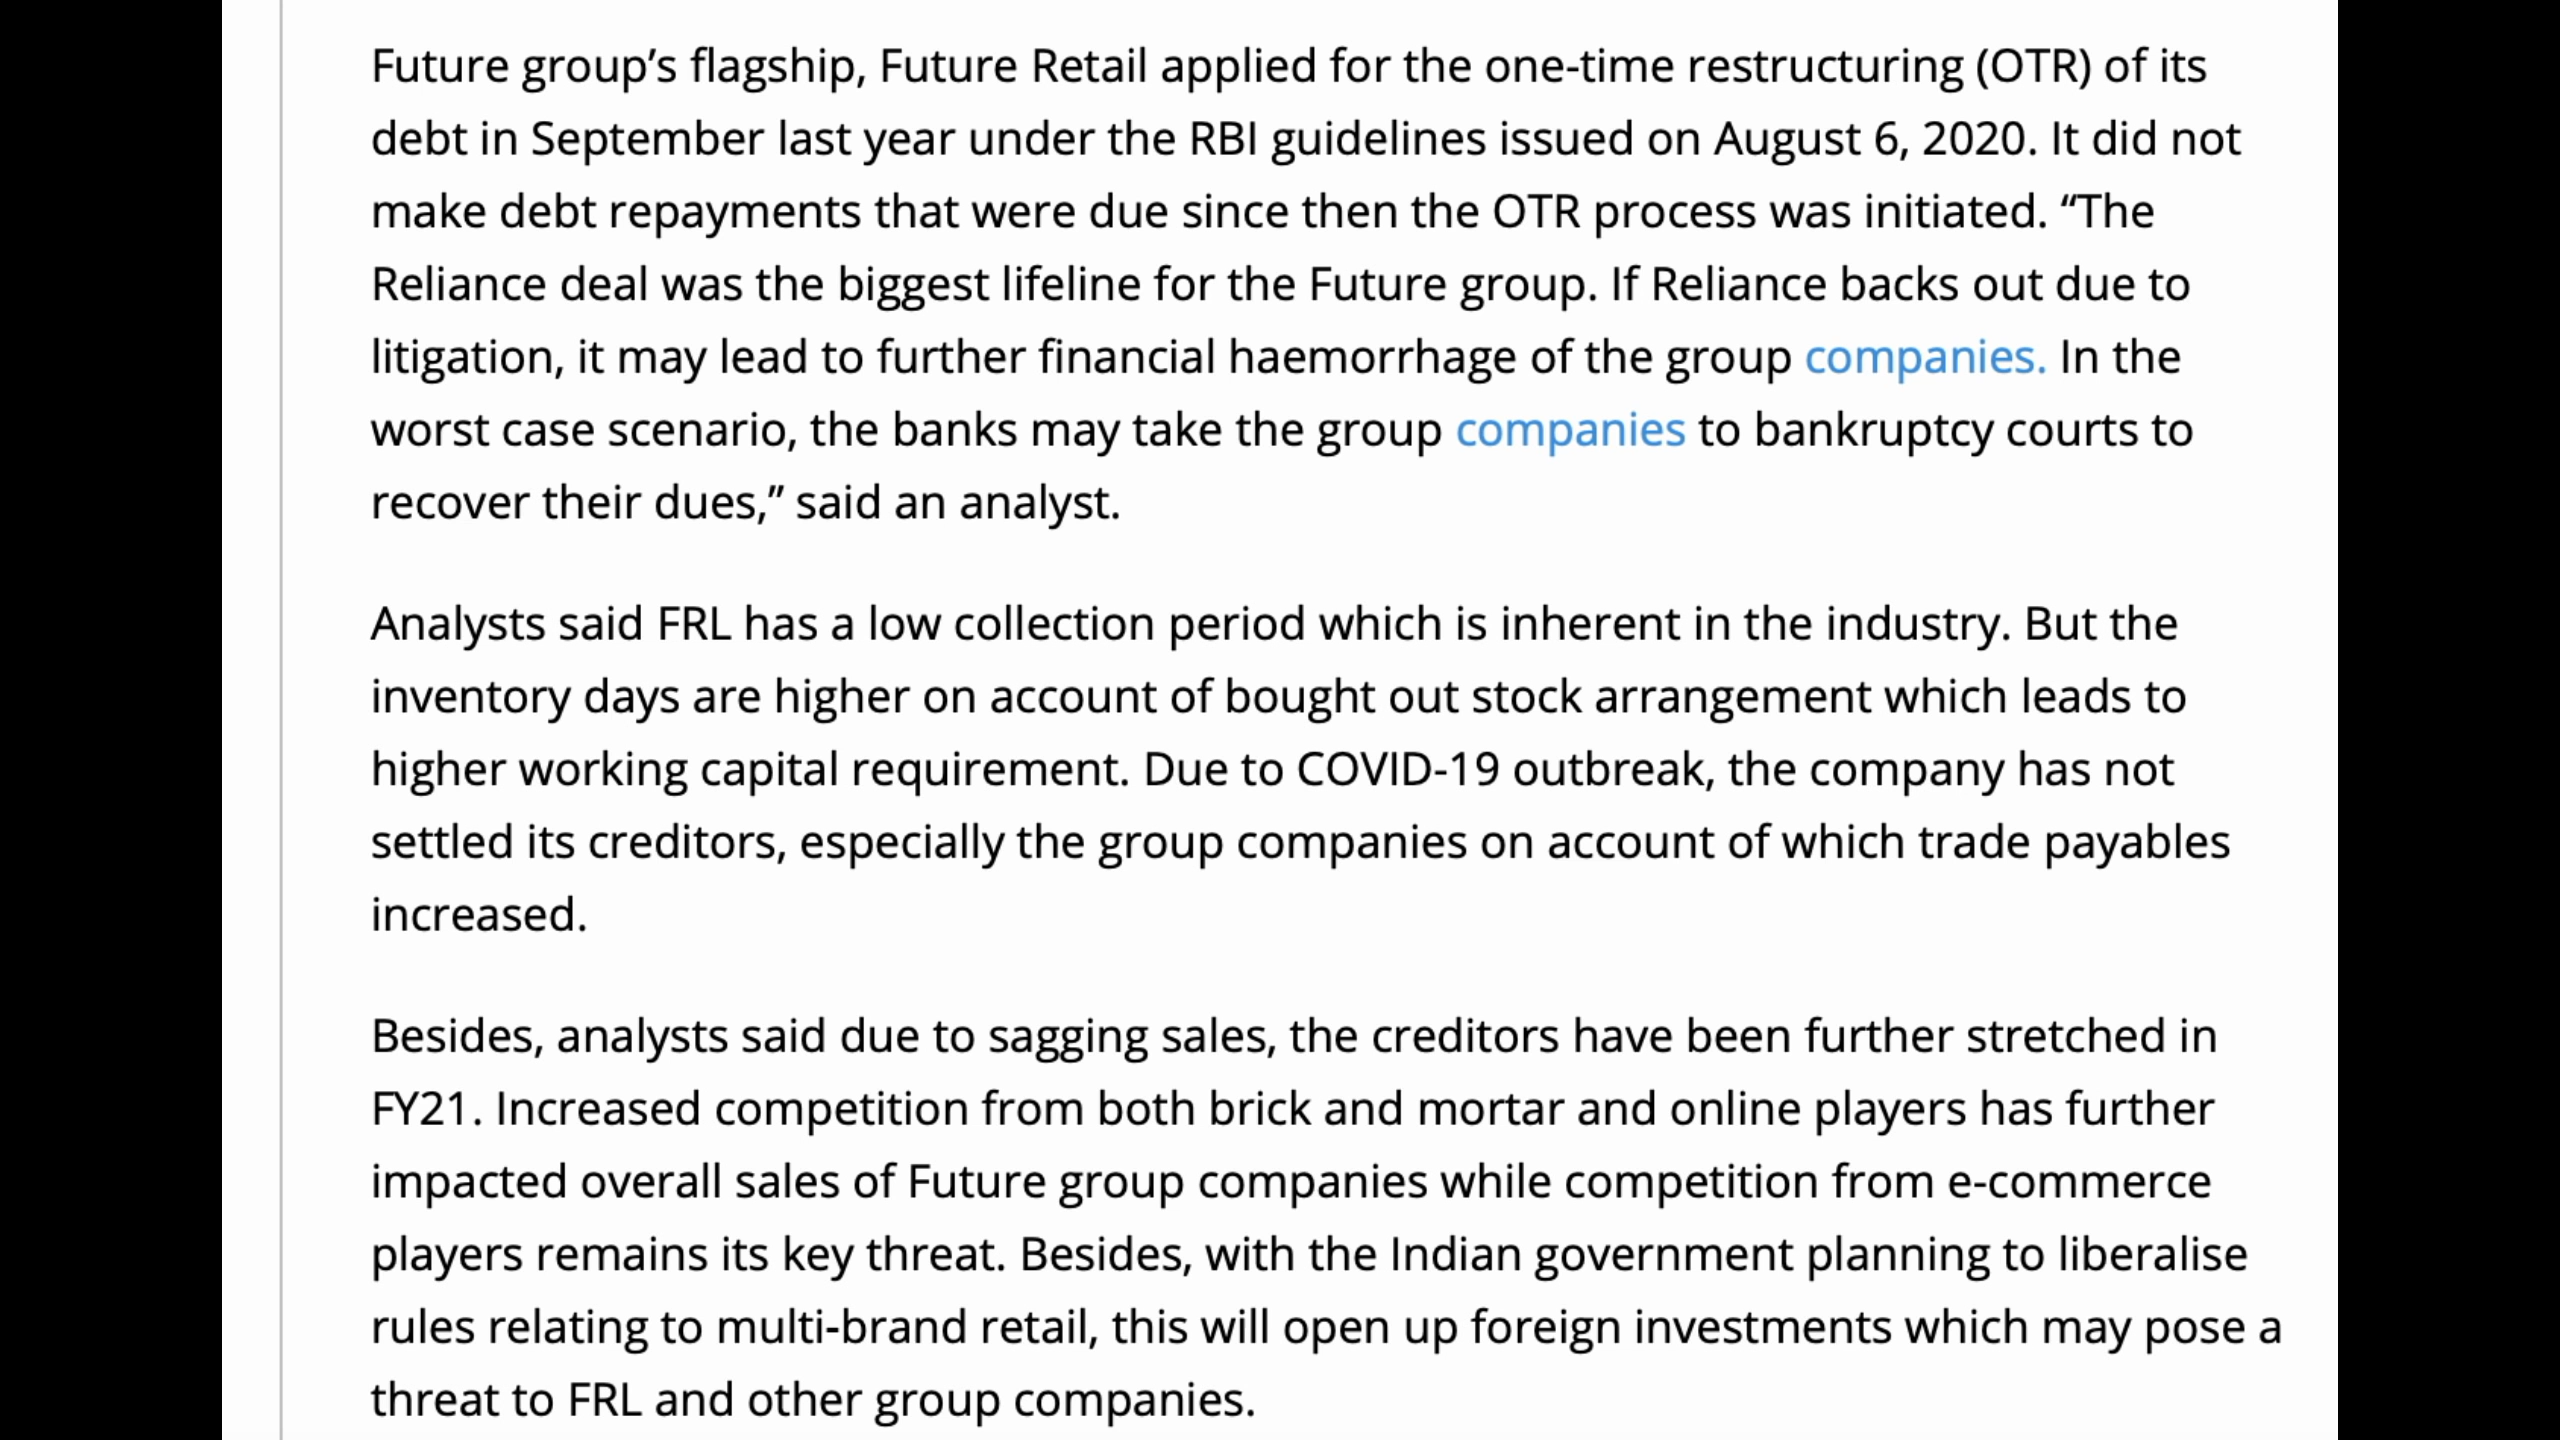 Future group’s flagship, Future Retail applied for the one-time restructuring (OTR) of its
debt in September last year under the RBI guidelines issued on August 6, 2020. It did not
make debt repayments that were due since then the OTR process was initiated. “The
Reliance deal was the biggest lifeline for the Future group. If Reliance backs out due to
litigation, it may lead to further financial haemorrhage of the group companies. In the
worst case scenario, the banks may take the group companies to bankruptcy courts to
recover their dues,” said an analyst.
Analysts said FRL has a low collection period which is inherent in the industry. But the
inventory days are higher on account of bought out stock arrangement which leads to
higher working capital requirement. Due to COVID-19 outbreak, the company has not
settled its creditors, especially the group companies on account of which trade payables
increased.
Besides, analysts said due to sagging sales, the creditors have been further stretched in
FY21. Increased competition from both brick and mortar and online players has further
impacted overall sales of Future group companies while competition from e-commerce
players remains its key threat. Besides, with the Indian government planning to liberalise
rules relating to multi-brand retail, this will open up foreign investments which may pose a
threat to FRL and other group companies.